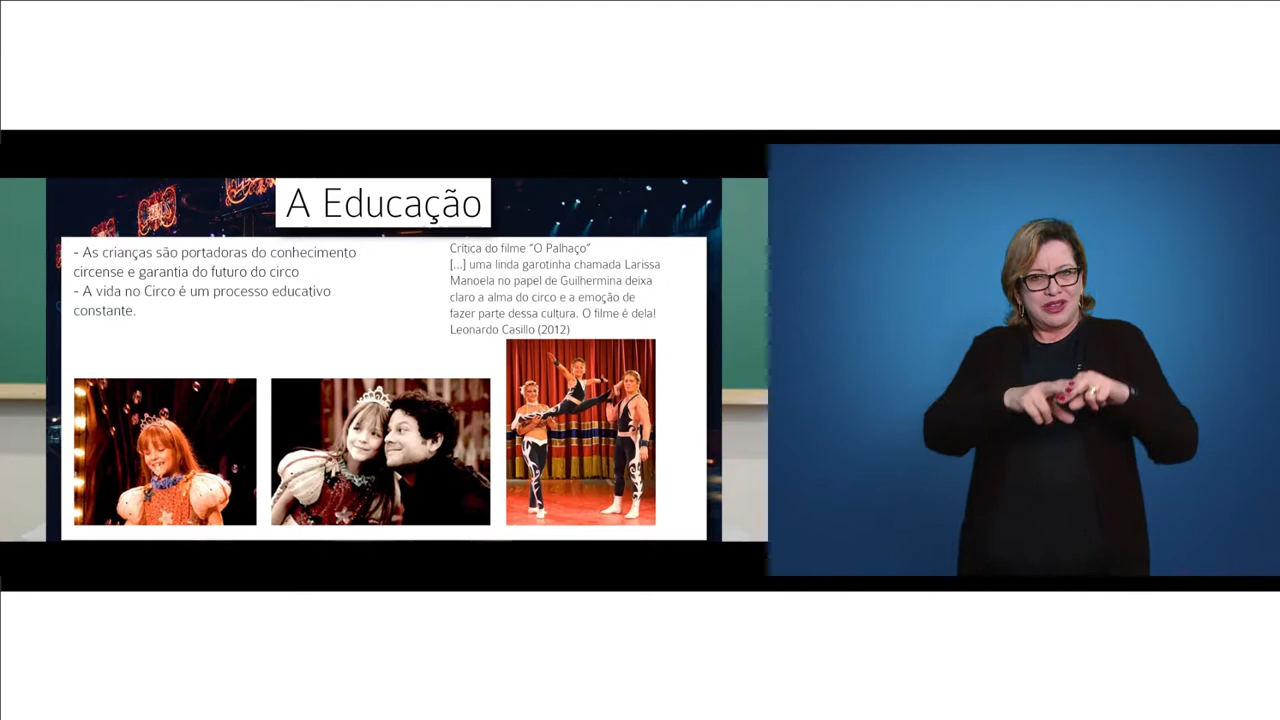 A Educação
- As crianças são portadoras do conhecimento
circense e garantia do futuro do circo
- A vida no Circo é um processo educativo
constante.
Crítica do filme "O Palhaço"
[...] uma linda garotinha chamada Larissa
Manoela no papel de Guilhermina deixa
claro a alma do circo e a emoção de
fazer parte dessa cultura. O filme é dela!
Leonardo Casillo (2012)